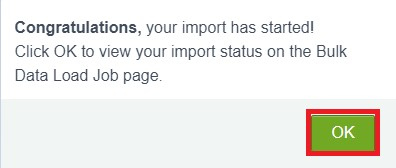 Congratulations, your import has started!
Click OK to view your import status on the Bulk
Data Load Job page.
OK